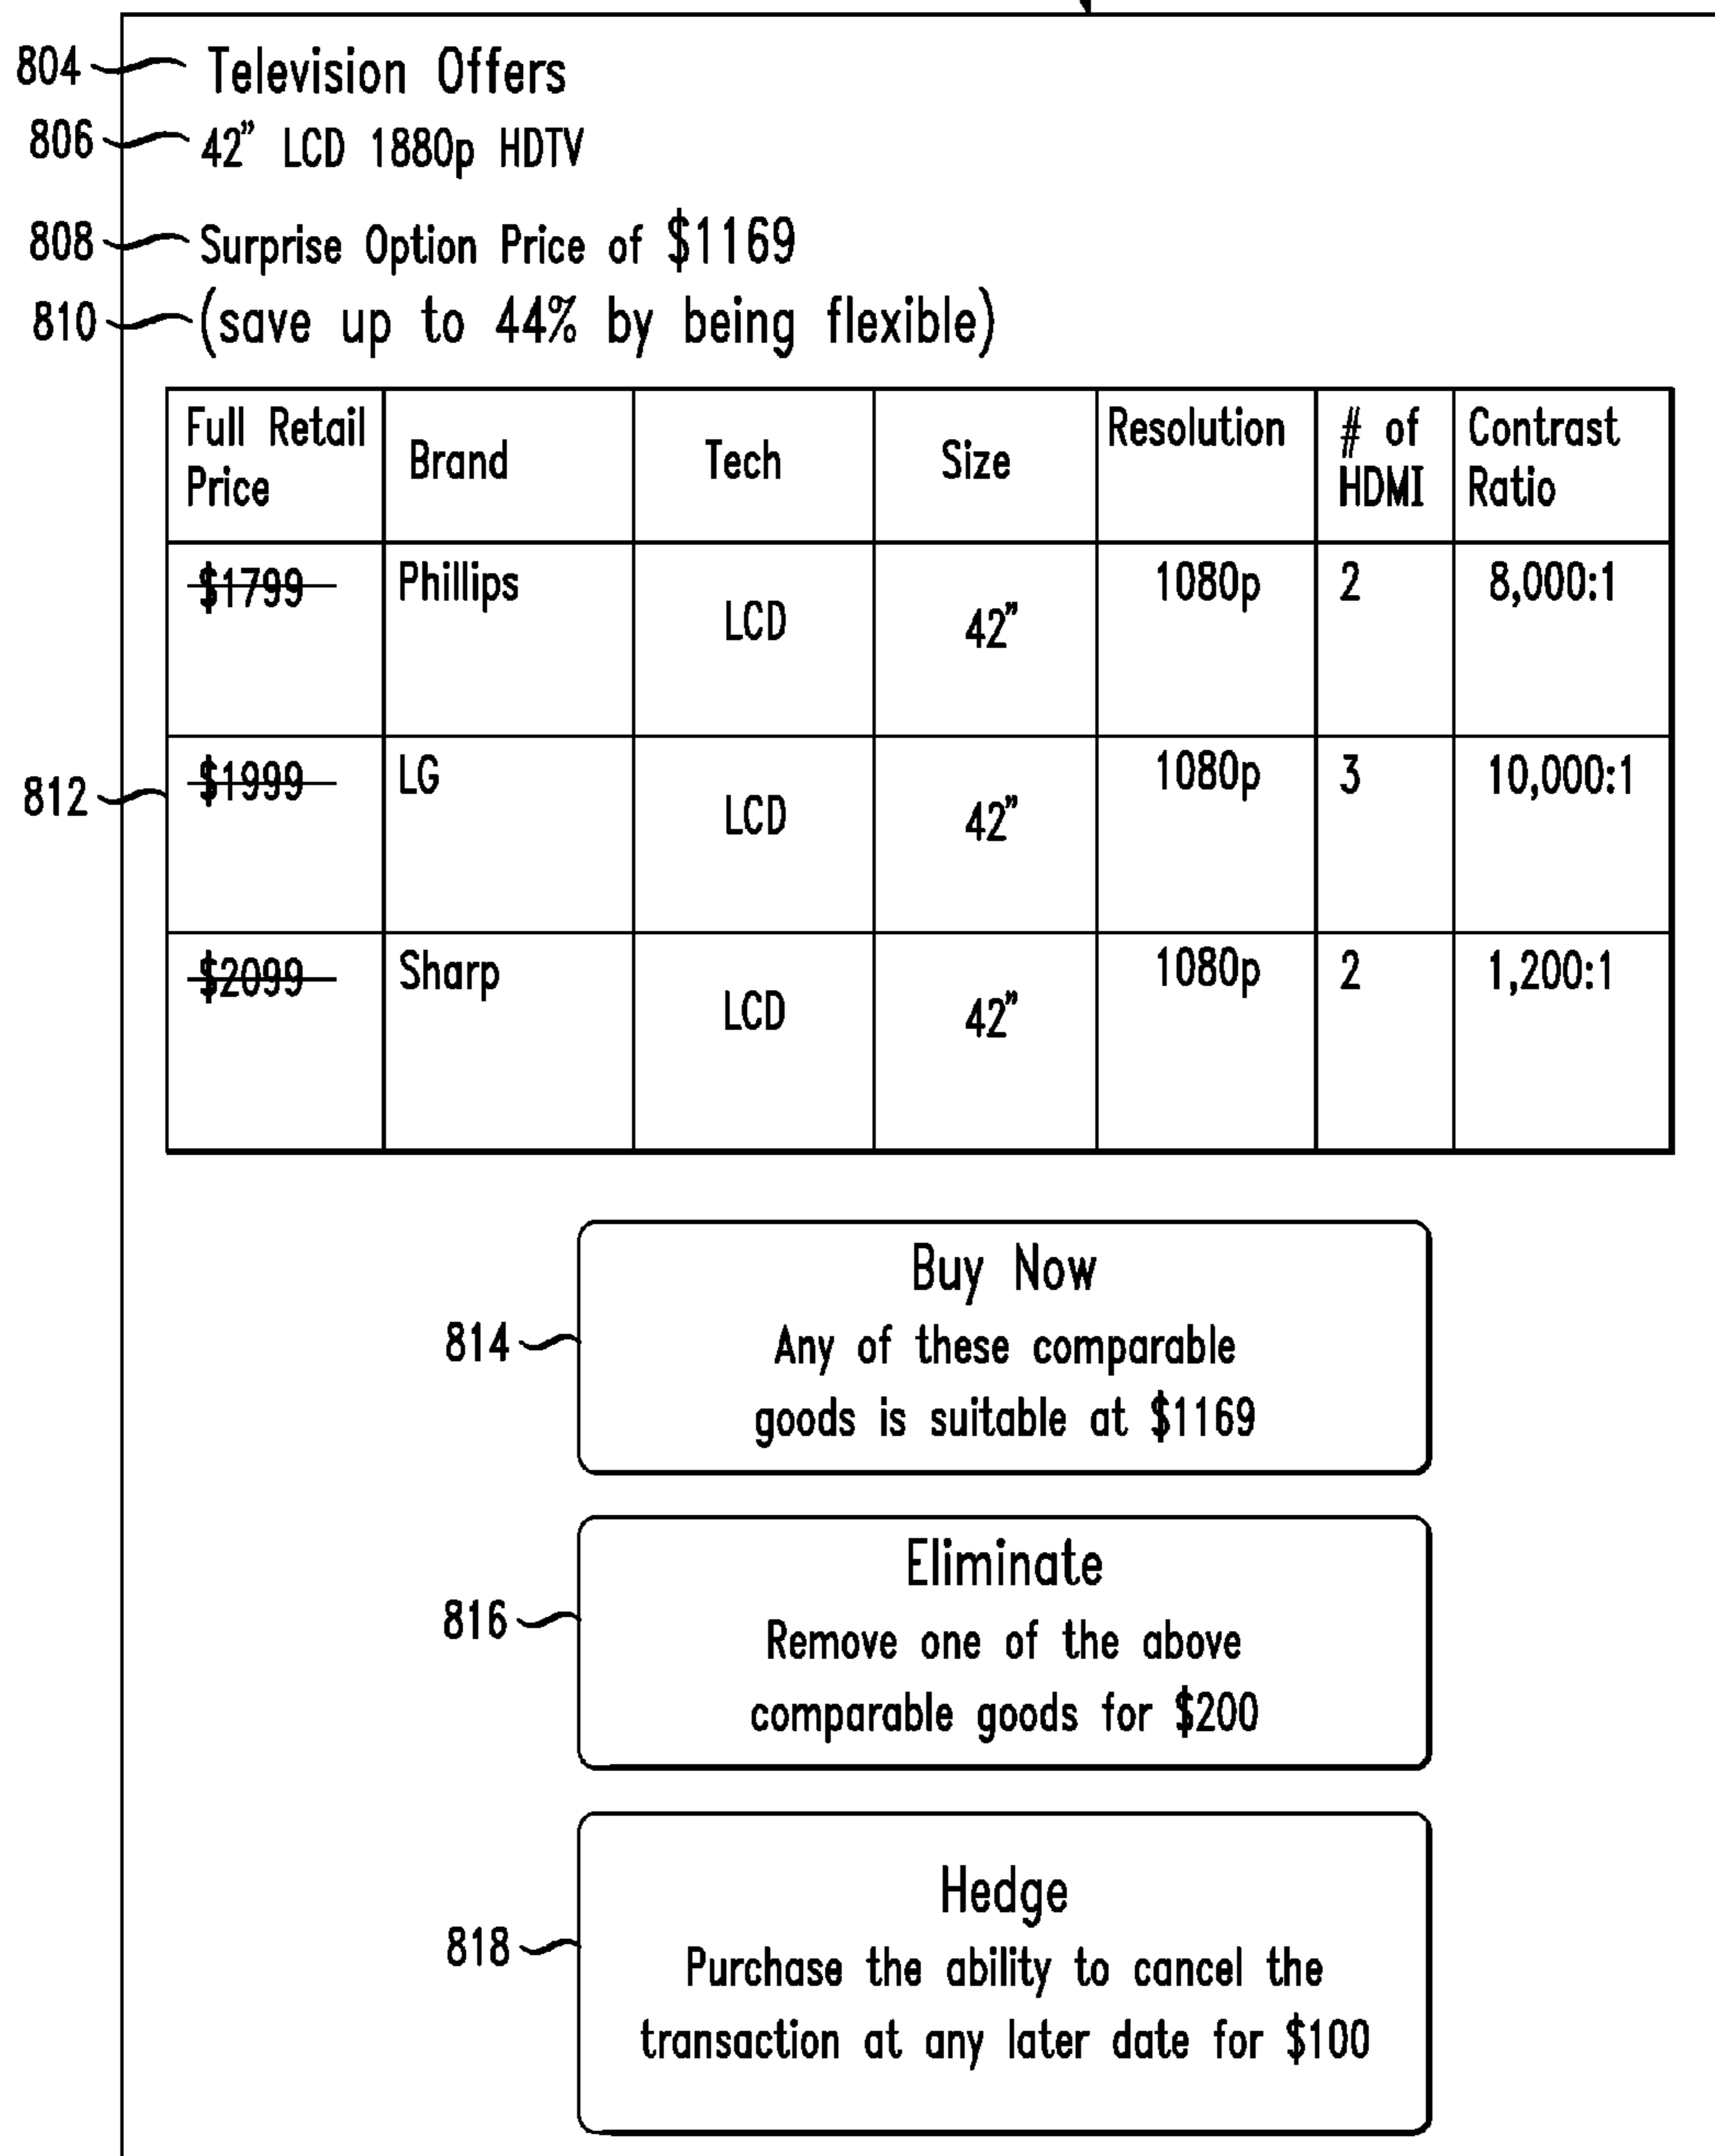 804 Television Offers
806 42" LCD 1880p HDTV
808 Surprise Option Price of $1169
810 (save up to 44% by being flexible)
Full Retail Price Brand Tech Size Resolution # of HDMI Contrast Ratio
$1799 Phillips LCD 42" 1080p 2 8,000:1
812 $1999 LG LCD 42" 1080p 3 10,000:1
$2099 Sharp LCD 42" 1080p 2 1,200:1
Buy Now
814 Any of these comparable
goods is suitable at $1169
Eliminate
816 Remove one of the above
comparable goods for $200
Hedge
818 Purchase the ability to cancel the
transaction at any later date for $100